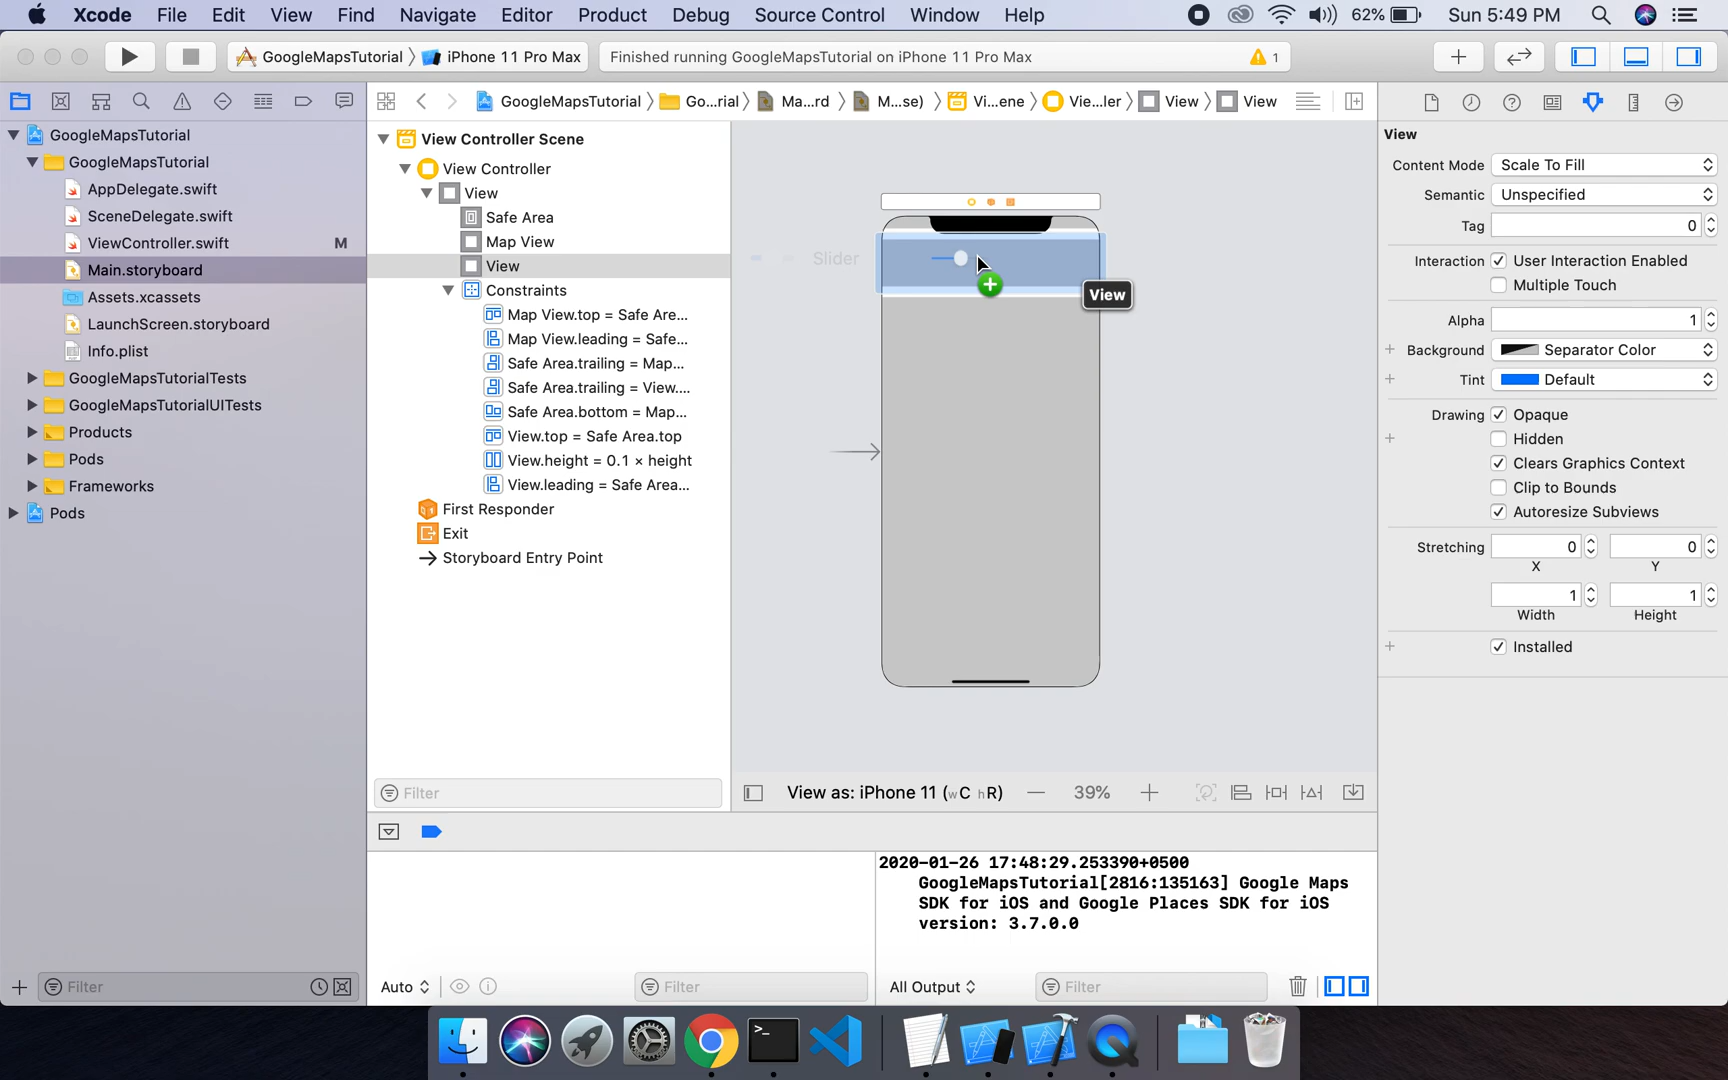 Xcode File Edit View Find Navigate Editor Product Debug Source Control Window Help 62% Sun 5:49 PM
GoogleMapsTutorial iPhone 11 Pro Max Finished running GoogleMapsTutorial on iPhone 11 Pro Max 1
GoogleMapsTutorial Go...rial) Ma...rd M...se) Vi...ene Vie...ler View View
GoogleMapsTutorial
GoogleMapsTutorial
AppDelegate.swift
SceneDelegate.swift
ViewController.swift M
Main.storyboard
Assets.xcassets
LaunchScreen.storyboard
Info.plist
GoogleMapsTutorialTests
GoogleMapsTutorialUITests
Products
Pods
Frameworks
Pods
Filter
View Controller Scene
View Controller
View
Safe Area
Map View
View
Constraints
Map View.top = Safe Are...
Map View.leading = Safe...
Safe Area.trailing = Map...
Safe Area.trailing = View....
Safe Area.bottom = Map...
View.top = Safe Area.top
View.height = 0.1 × height
View.leading = Safe Area...
First Responder
Exit
Storyboard Entry Point
Filter
Slider
View
View as: iPhone 11 (wC hR) 39%
View
Content Mode Scale To Fill
Semantic Unspecified
Tag 0
Interaction User Interaction Enabled
Multiple Touch
Alpha 1
Background Separator Color
Tint Default
Drawing Opaque
Hidden
Clears Graphics Context
Clip to Bounds
Autoresize Subviews
Stretching 0 0
X Y
1 1
Width Height
Installed
2020-01-26 17:48:29.253390+0500
GoogleMapsTutorial[2816:135163] Google Maps
SDK for iOS and Google Places SDK for iOS
version: 3.7.0.0
Auto Filter
All Output Filter